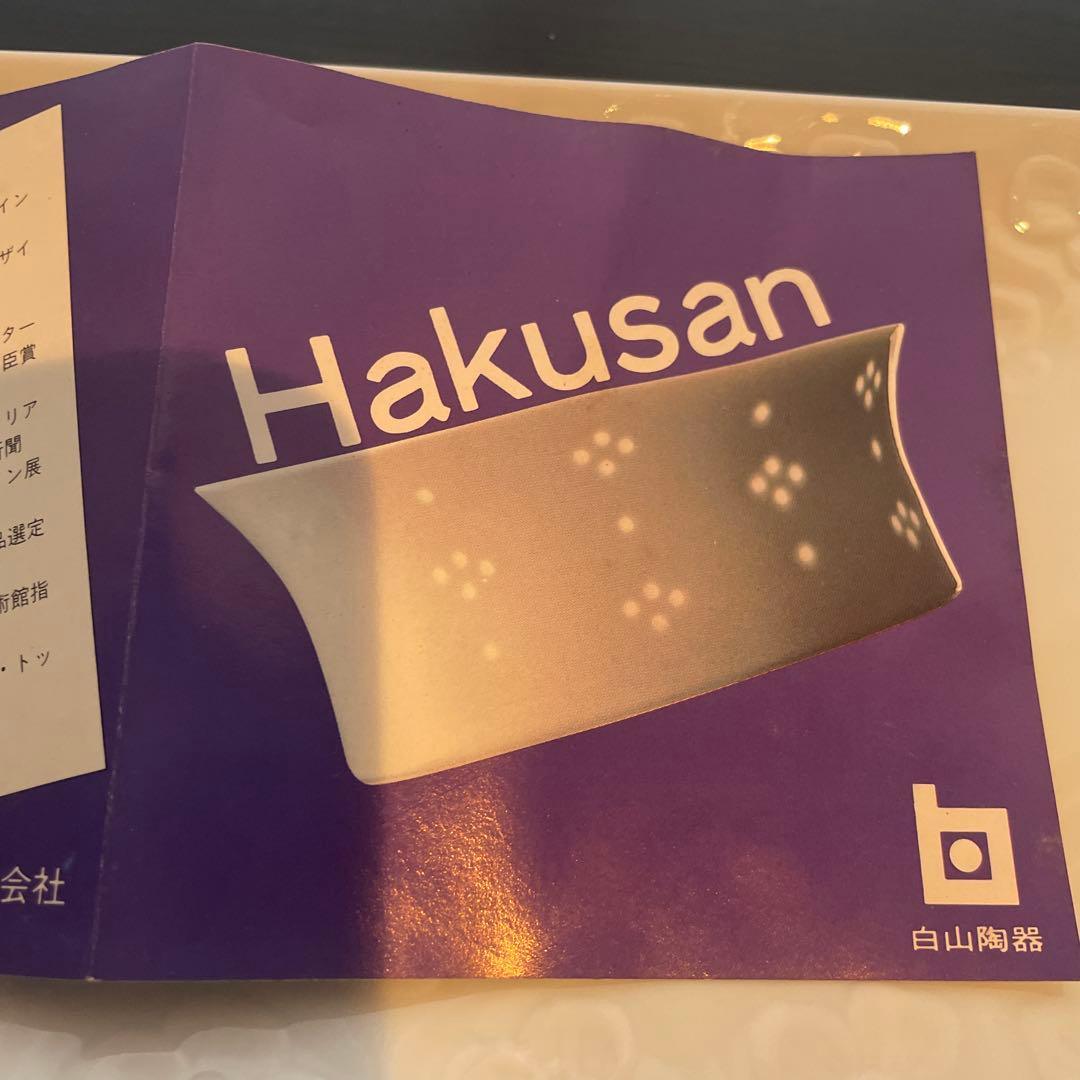 イン
ザイ
ター
臣賞
リア
聞
ン展
品選定
術館指
・トッ
会社
Hakusan
白山陶器